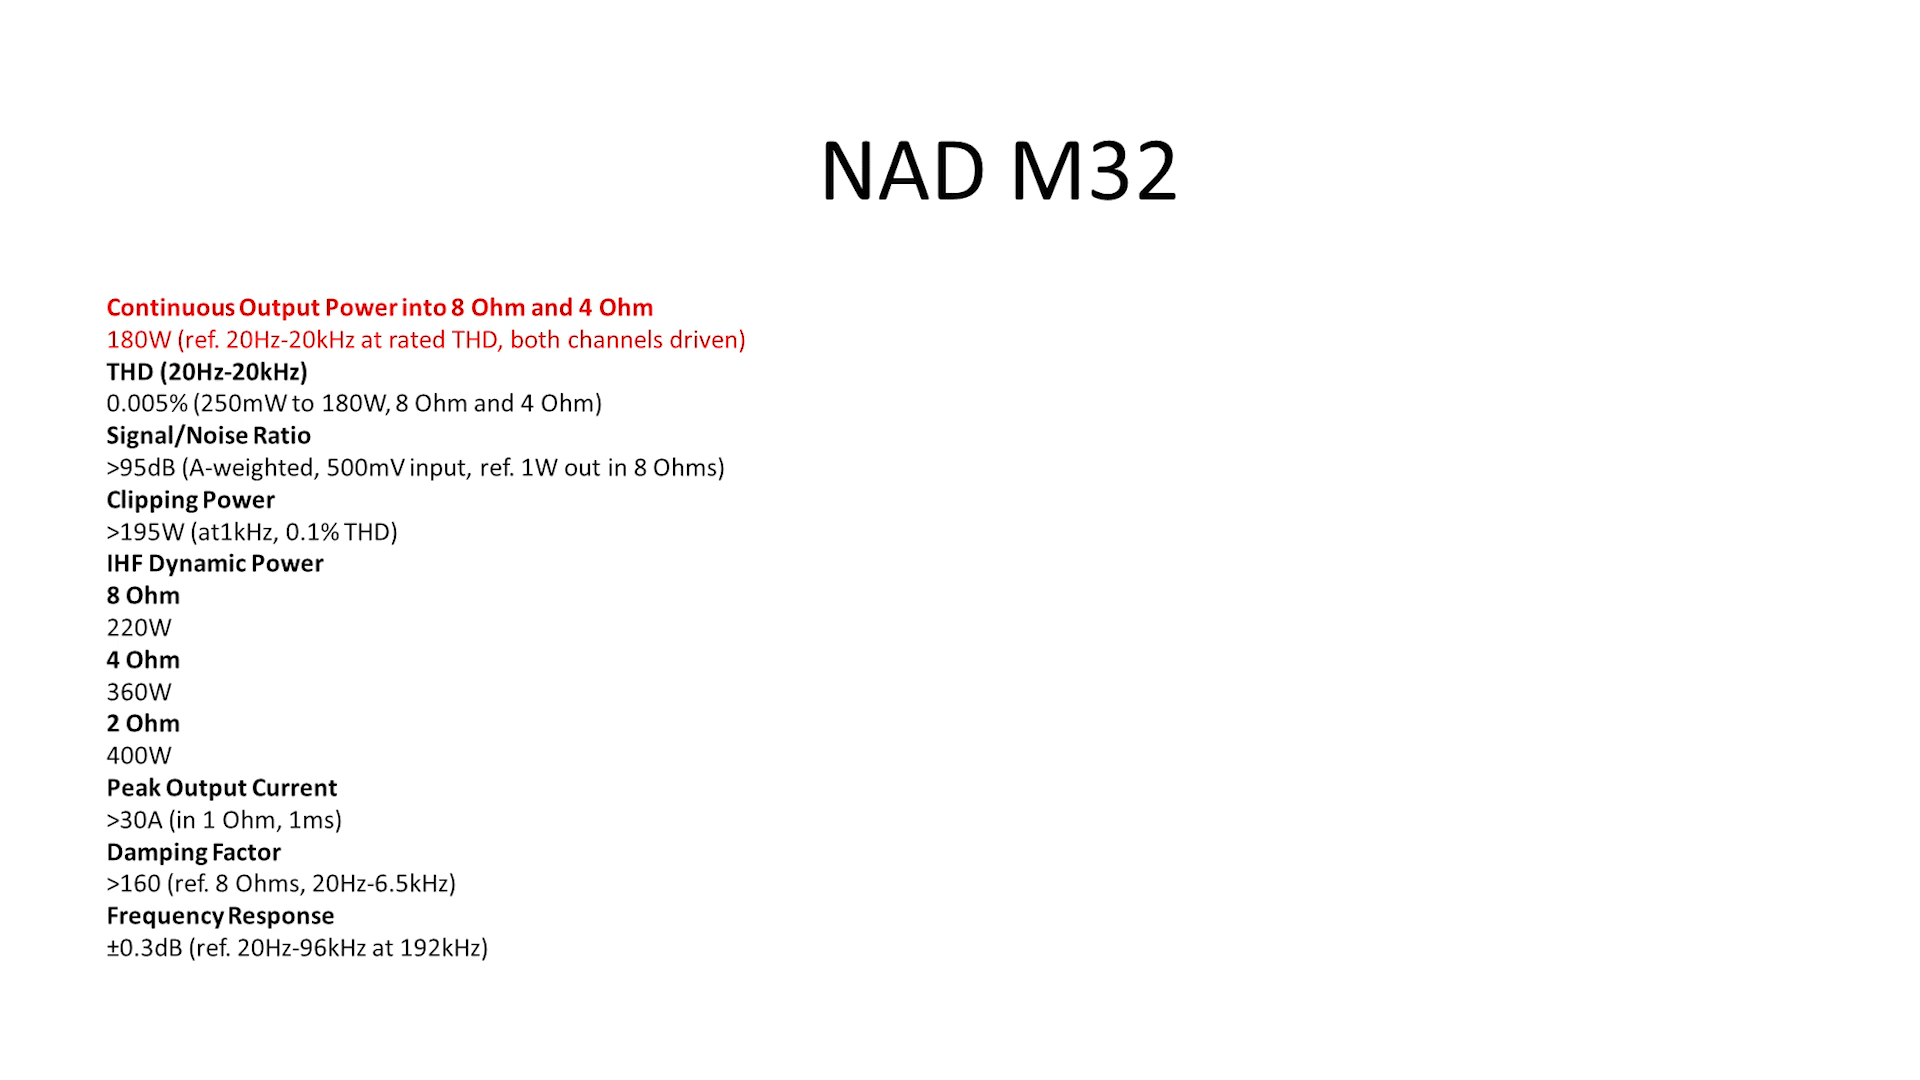 NAD M32
Continuous Output Power into 8 Ohm and 4 Ohm
180W (ref. 20Hz-20kHz at rated THD, both channels driven)
THD (20Hz-20kHz)
0.005% (250mW to 180W, 8 Ohm and 4 Ohm)
Signal/Noise Ratio
>95dB (A-weighted, 500mV input, ref. 1W out in 8 Ohms)
Clipping Power
>195W (at1kHz, 0.1% THD)
IHF Dynamic Power
8 Ohm
220W
4 Ohm
360W
2 Ohm
400W
Peak Output Current
>30A (in 1 Ohm, 1ms)
Damping Factor
>160 (ref. 8 Ohms, 20Hz-6.5kHz)
Frequency Response
±0.3dB (ref. 20Hz-96kHz at 192kHz)